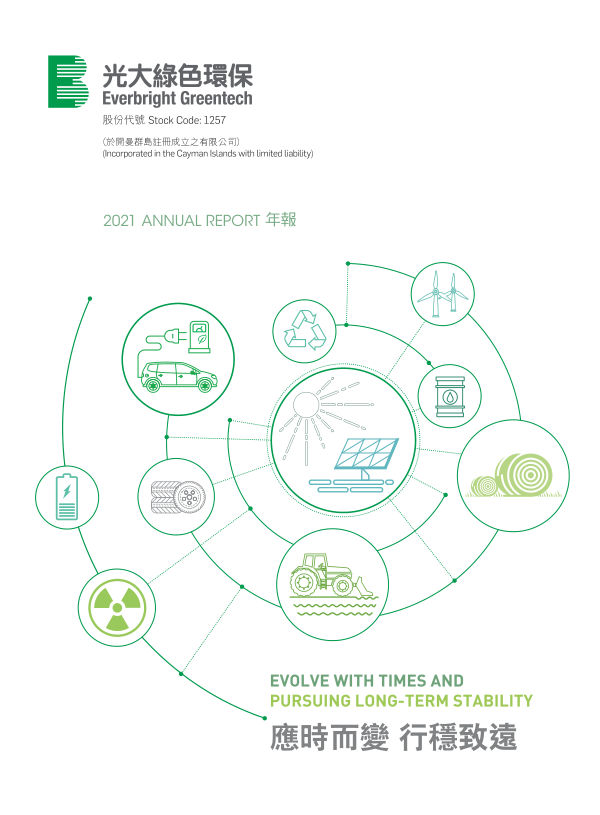 光大綠色環保
Everbright Greentech
股份代號 Stock Code: 1257
(於開曼群島註冊成立之有限公司)
(Incorporated in the Cayman Islands with limited liability)
2021 ANNUAL REPORT 年報
EVOLVE WITH TIMES AND
PURSUING LONG-TERM STABILITY
應時而變 行穩致遠